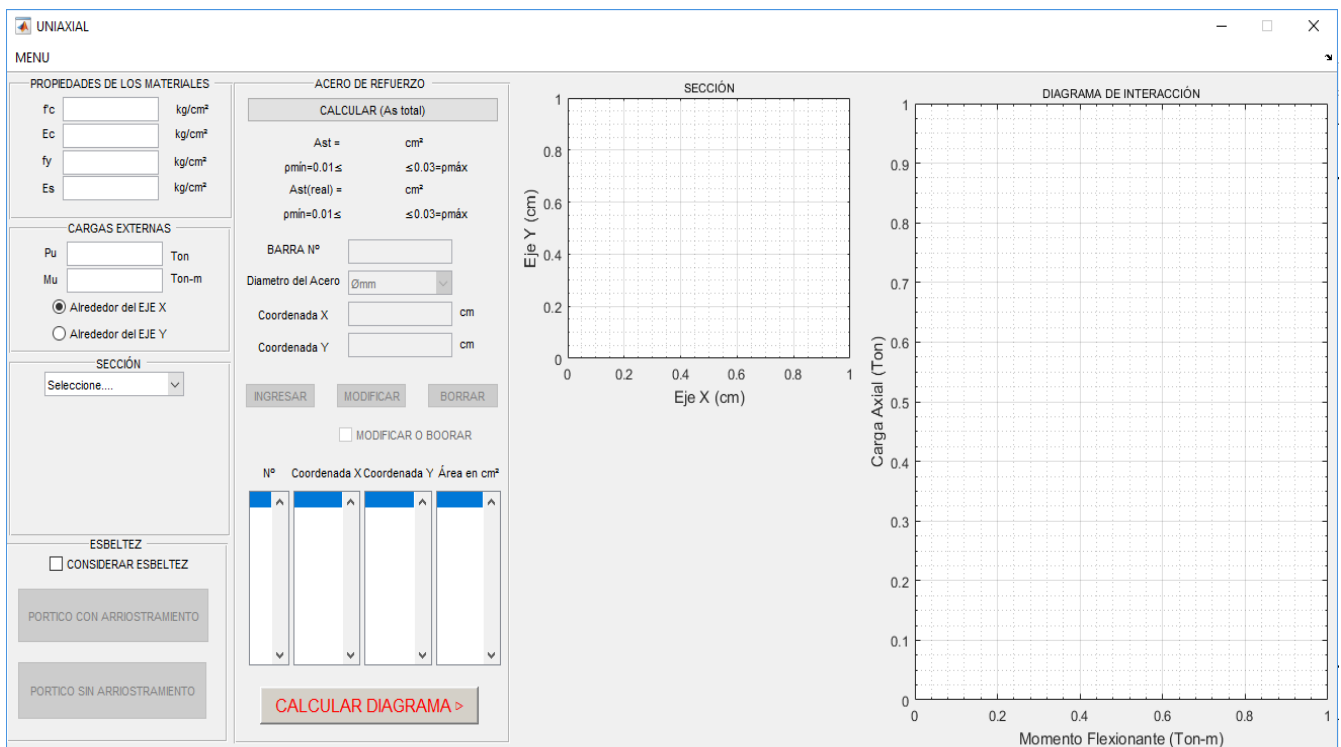 UNIAXIAL
MENU
PROPIEDADES DE LOS MATERIALES
f'c kg/cm²
Ec kg/cm²
fy kg/cm²
Es kg/cm²
CARGAS EXTERNAS
Pu Ton
Mu Ton-m
Alrededor del EJE X
Alrededor del EJE Y
SECCIÓN
Seleccione....
ESBELTEZ
CONSIDERAR ESBELTEZ
PORTICO CON ARRIOSTRAMIENTO
PORTICO SIN ARRIOSTRAMIENTO
ACERO DE REFUERZO
CALCULAR (As total)
Ast = cm²
ρmín=0.01≤ ≤0.03=ρmáx
Ast(real) = cm²
ρmín=0.01≤ ≤0.03=ρmáx
BARRA Nº
Diametro del Acero Ømm
Coordenada X cm
Coordenada Y cm
INGRESAR MODIFICAR BORRAR
MODIFICAR O BOORAR
Nº Coordenada X Coordenada Y Área en cm²
CALCULAR DIAGRAMA ▹
SECCIÓN
1
0.8
0.6
0.4
0.2
0
Eje Y (cm)
0 0.2 0.4 0.6 0.8 1
Eje X (cm)
DIAGRAMA DE INTERACCIÓN
1
0.9
0.8
0.7
0.6
0.5
0.4
0.3
0.2
0.1
0
Carga Axial (Ton)
0 0.2 0.4 0.6 0.8 1
Momento Flexionante (Ton-m)